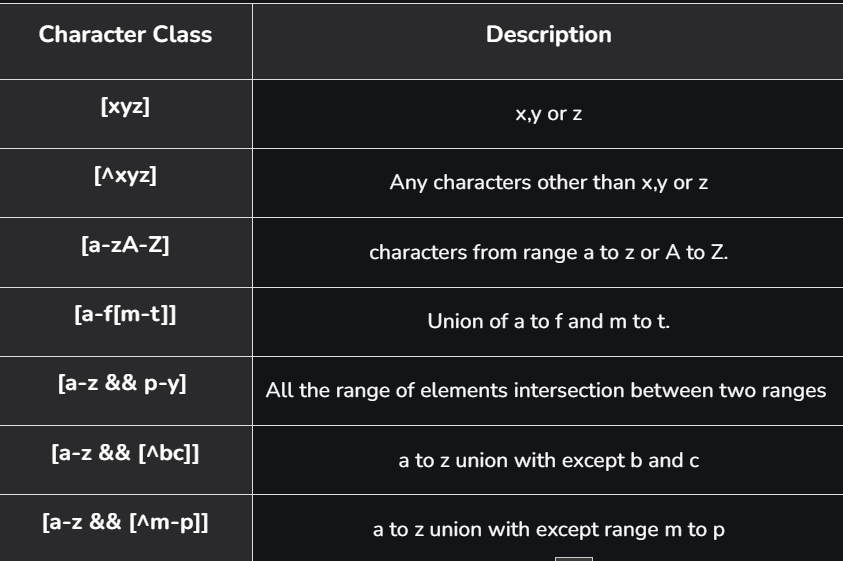 Character Class Description
[xyz] x,y or z
[^xyz] Any characters other than x,y or z
[a-zA-Z] characters from range a to z or A to Z.
[a-f[m-t]] Union of a to f and m to t.
[a-z && p-y] All the range of elements intersection between two ranges
[a-z && [^bc]] a to z union with except b and c
[a-z && [^m-p]] a to z union with except range m to p